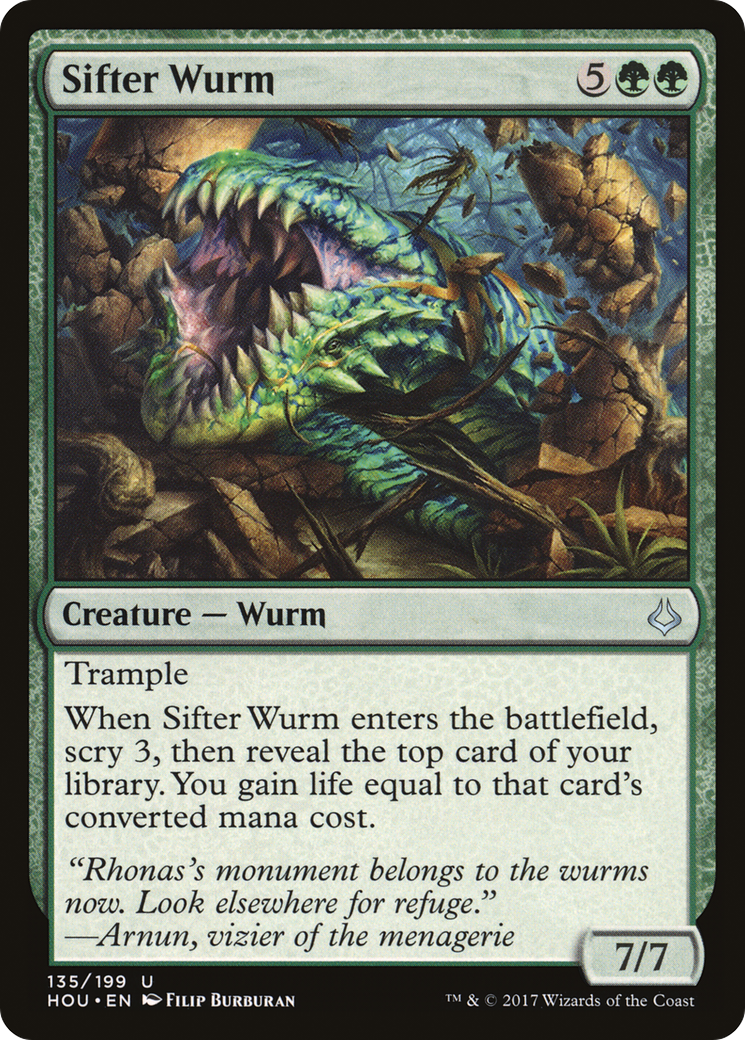 Sifter Wurm 5
Creature — Wurm
Trample
When Sifter Wurm enters the battlefield,
scry 3, then reveal the top card of your
library. You gain life equal to that card's
converted mana cost.
“Rhonas's monument belongs to the wurms
now. Look elsewhere for refuge.”
—Arnun, vizier of the menagerie
7/7
135/199 U
HOU • EN Filip Burburan
™ & © 2017 Wizards of the Coast